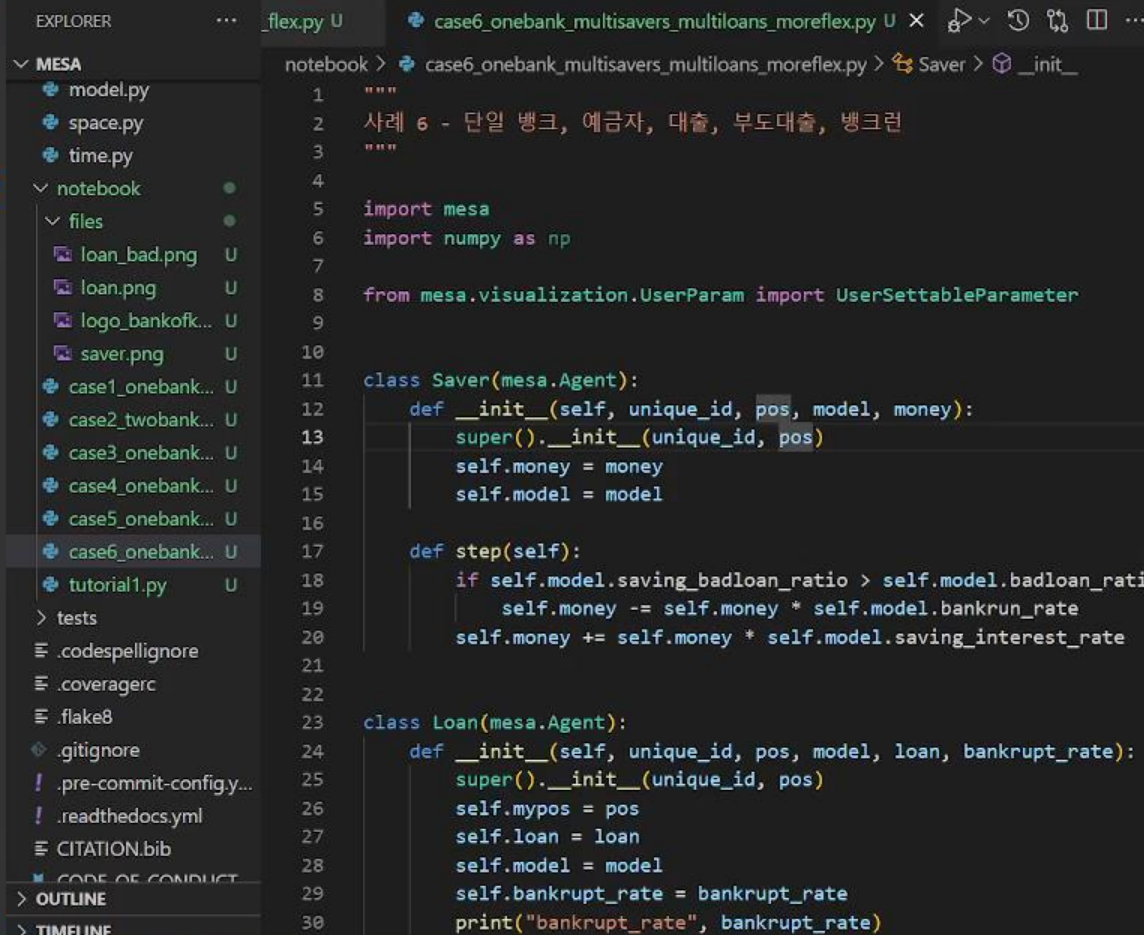 EXPLORER
MESA
model.py
space.py
time.py
notebook
files
loan_bad.png U
loan.png U
logo_bankofk... U
saver.png U
case1_onebank... U
case2_twobank... U
case3_onebank... U
case4_onebank... U
case5_onebank... U
case6_onebank... U
tutorial1.py U
tests
.codespellignore
.coveragerc
.flake8
.gitignore
.pre-commit-config.y...
.readthedocs.yml
CITATION.bib
CODE_OF_CONDUCT
OUTLINE
TIMELINE
_flex.py U
case6_onebank_multisavers_multiloans_moreflex.py U
notebook > case6_onebank_multisavers_multiloans_moreflex.py > Saver > __init__
1 """
2 사례 6 - 단일 뱅크, 예금자, 대출, 부도대출, 뱅크런
3 """
4
5 import mesa
6 import numpy as np
7
8 from mesa.visualization.UserParam import UserSettableParameter
9
10
11 class Saver(mesa.Agent):
12 def __init__(self, unique_id, pos, model, money):
13 super().__init__(unique_id, pos)
14 self.money = money
15 self.model = model
16
17 def step(self):
18 if self.model.saving_badloan_ratio > self.model.badloan_rati
19 self.money -= self.money * self.model.bankrun_rate
20 self.money += self.money * self.model.saving_interest_rate
21
22
23 class Loan(mesa.Agent):
24 def __init__(self, unique_id, pos, model, loan, bankrupt_rate):
25 super().__init__(unique_id, pos)
26 self.mypos = pos
27 self.loan = loan
28 self.model = model
29 self.bankrupt_rate = bankrupt_rate
30 print("bankrupt_rate", bankrupt_rate)